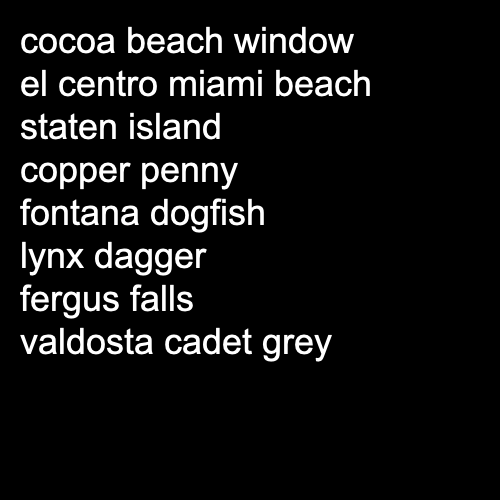 cocoa beach window
el centro miami beach
staten island
copper penny
fontana dogfish
lynx dagger
fergus falls
valdosta cadet grey